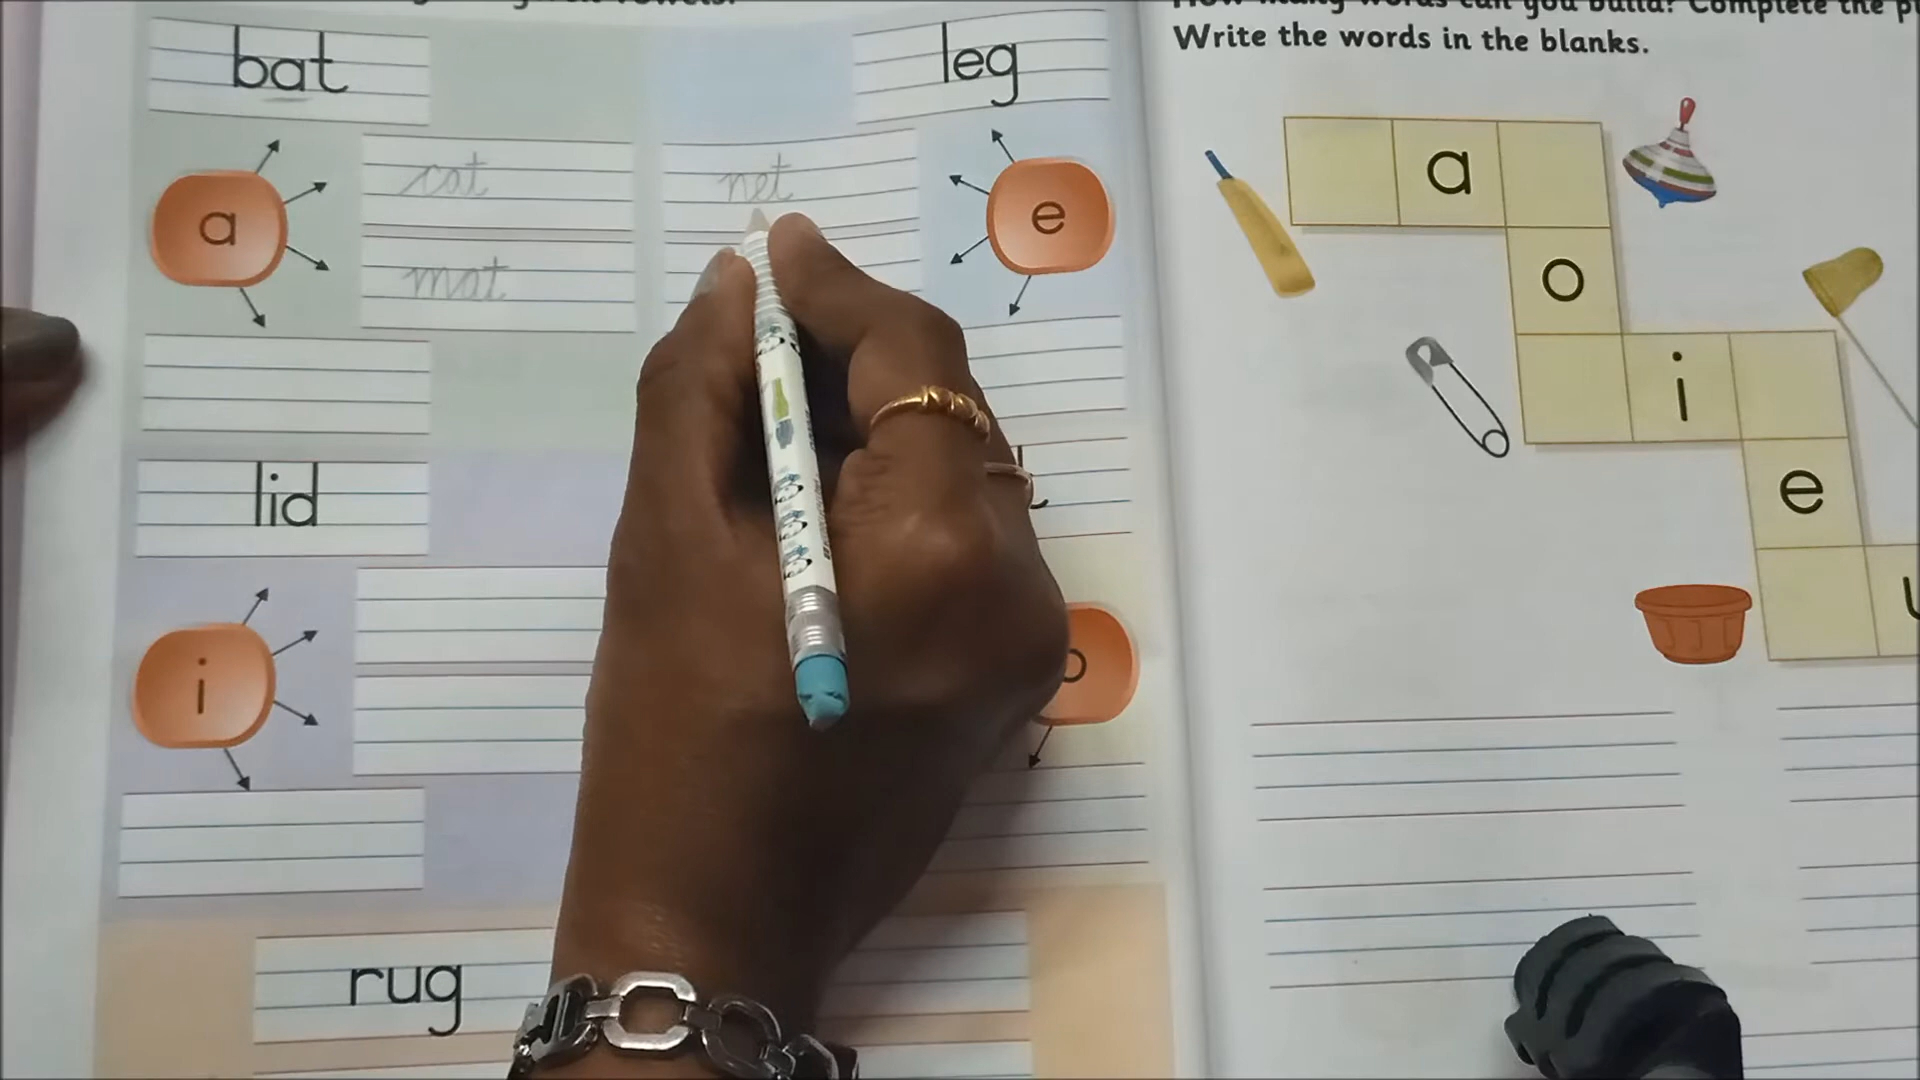 bat
leg
cat
net
a
e
mat
lid
i
rug
Write the words in the blanks.
a
o
i
e